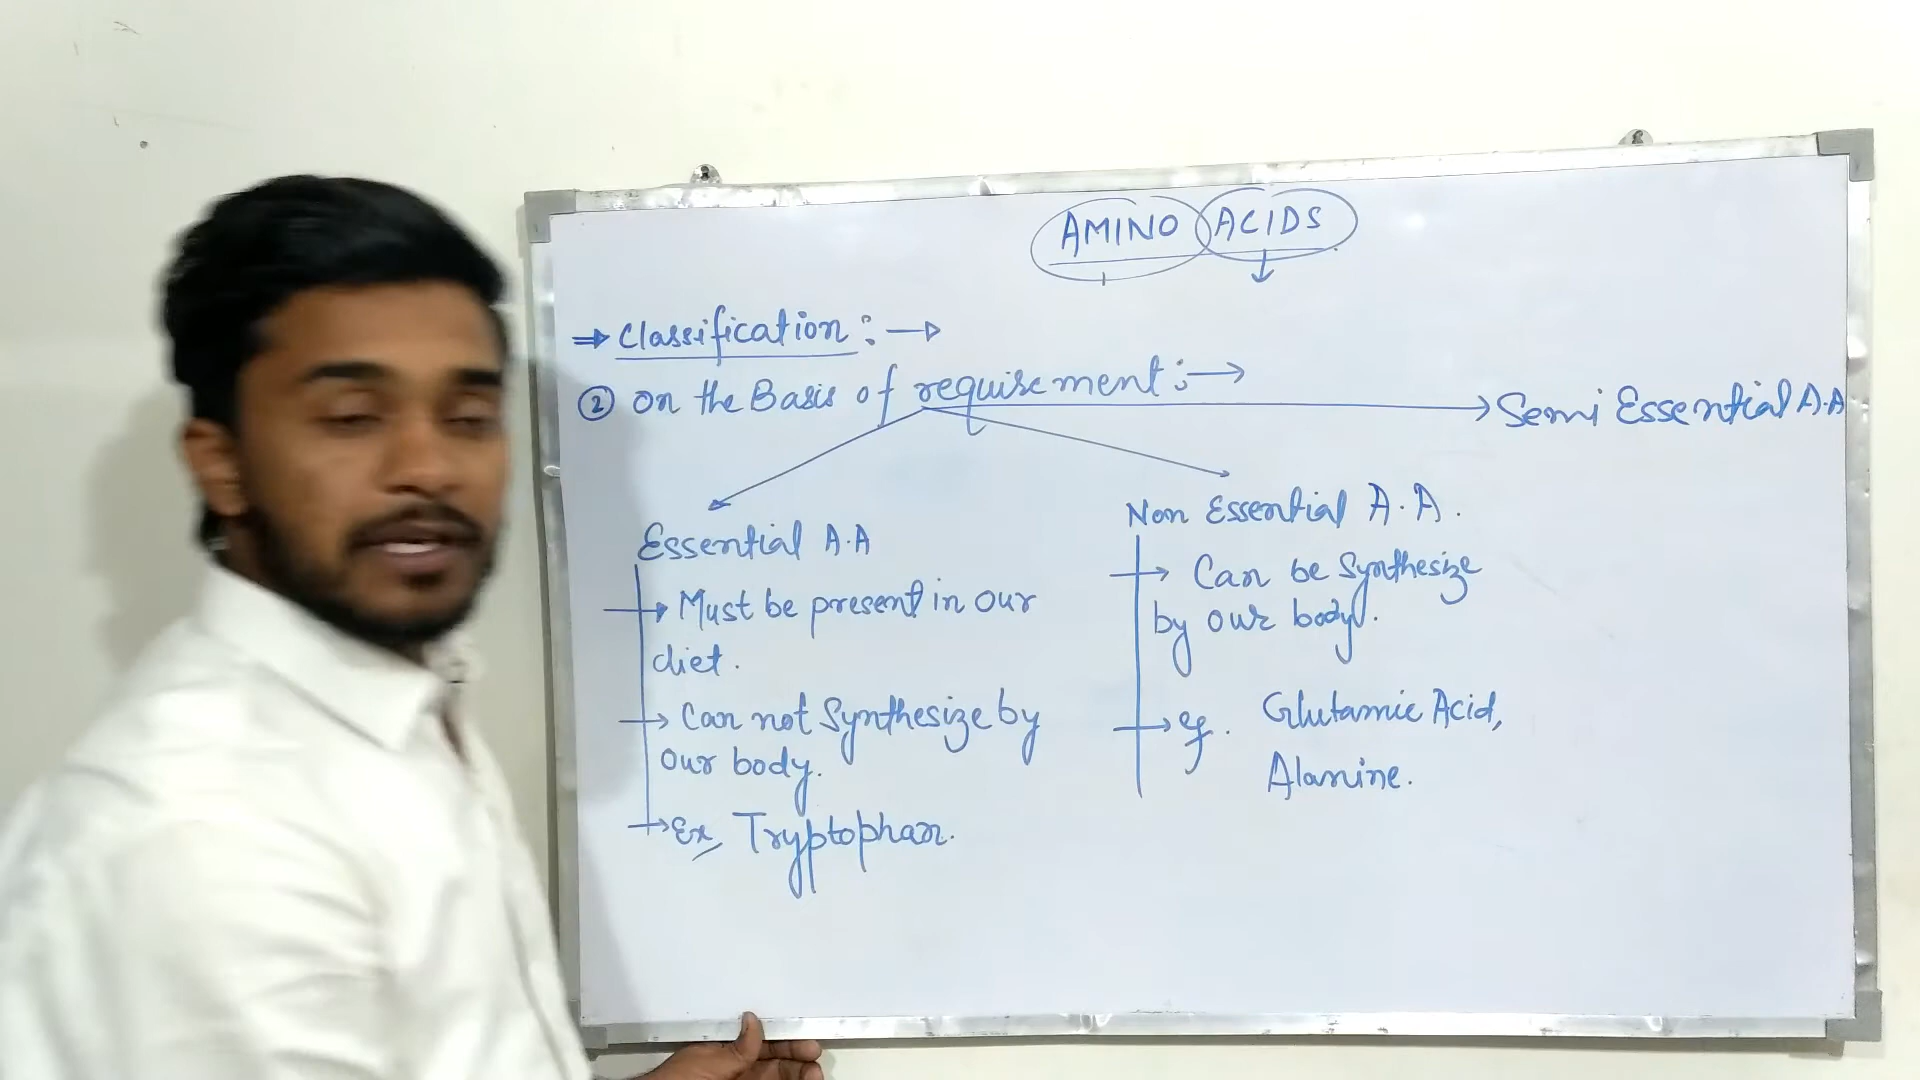 AMINO ACIDS
⇒ Classification :→
② on the Basis of requirement :→
Semi Essential A.A
Essential A.A
→ Must be present in our
diet.
→ Can not Synthesize by
our body.
→ Ex, Tryptophan.
Non Essential A.A.
→ Can be Synthesize
by our body.
→ eg. Glutamic Acid,
Alanine.